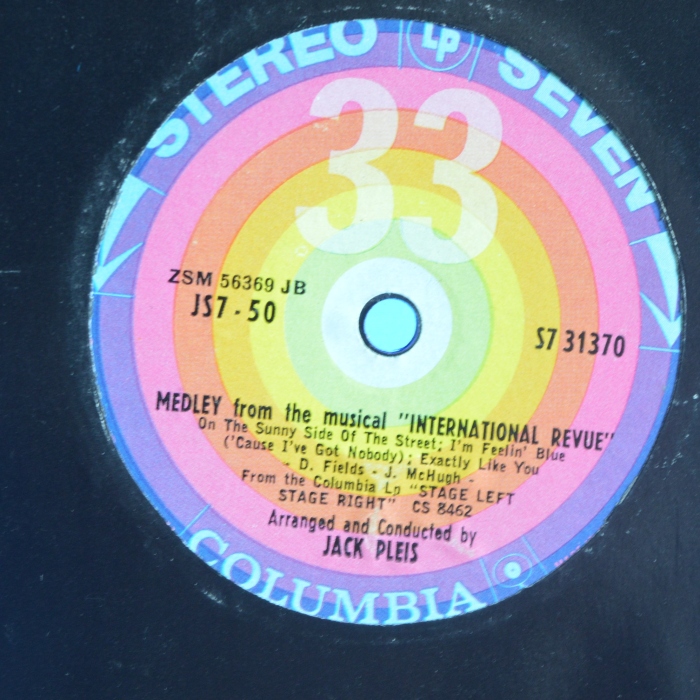 STEREO LP SEVEN
33
ZSM 56369 JB
JS7-50
S7 31370
MEDLEY from the musical "INTERNATIONAL REVUE"
On The Sunny Side Of The Street; I'm Feelin' Blue
('Cause I've Got Nobody); Exactly Like You
- D. Fields - J. McHugh -
From the Columbia Lp "STAGE LEFT
STAGE RIGHT" CS 8462
Arranged and Conducted by
JACK PLEIS
COLUMBIA